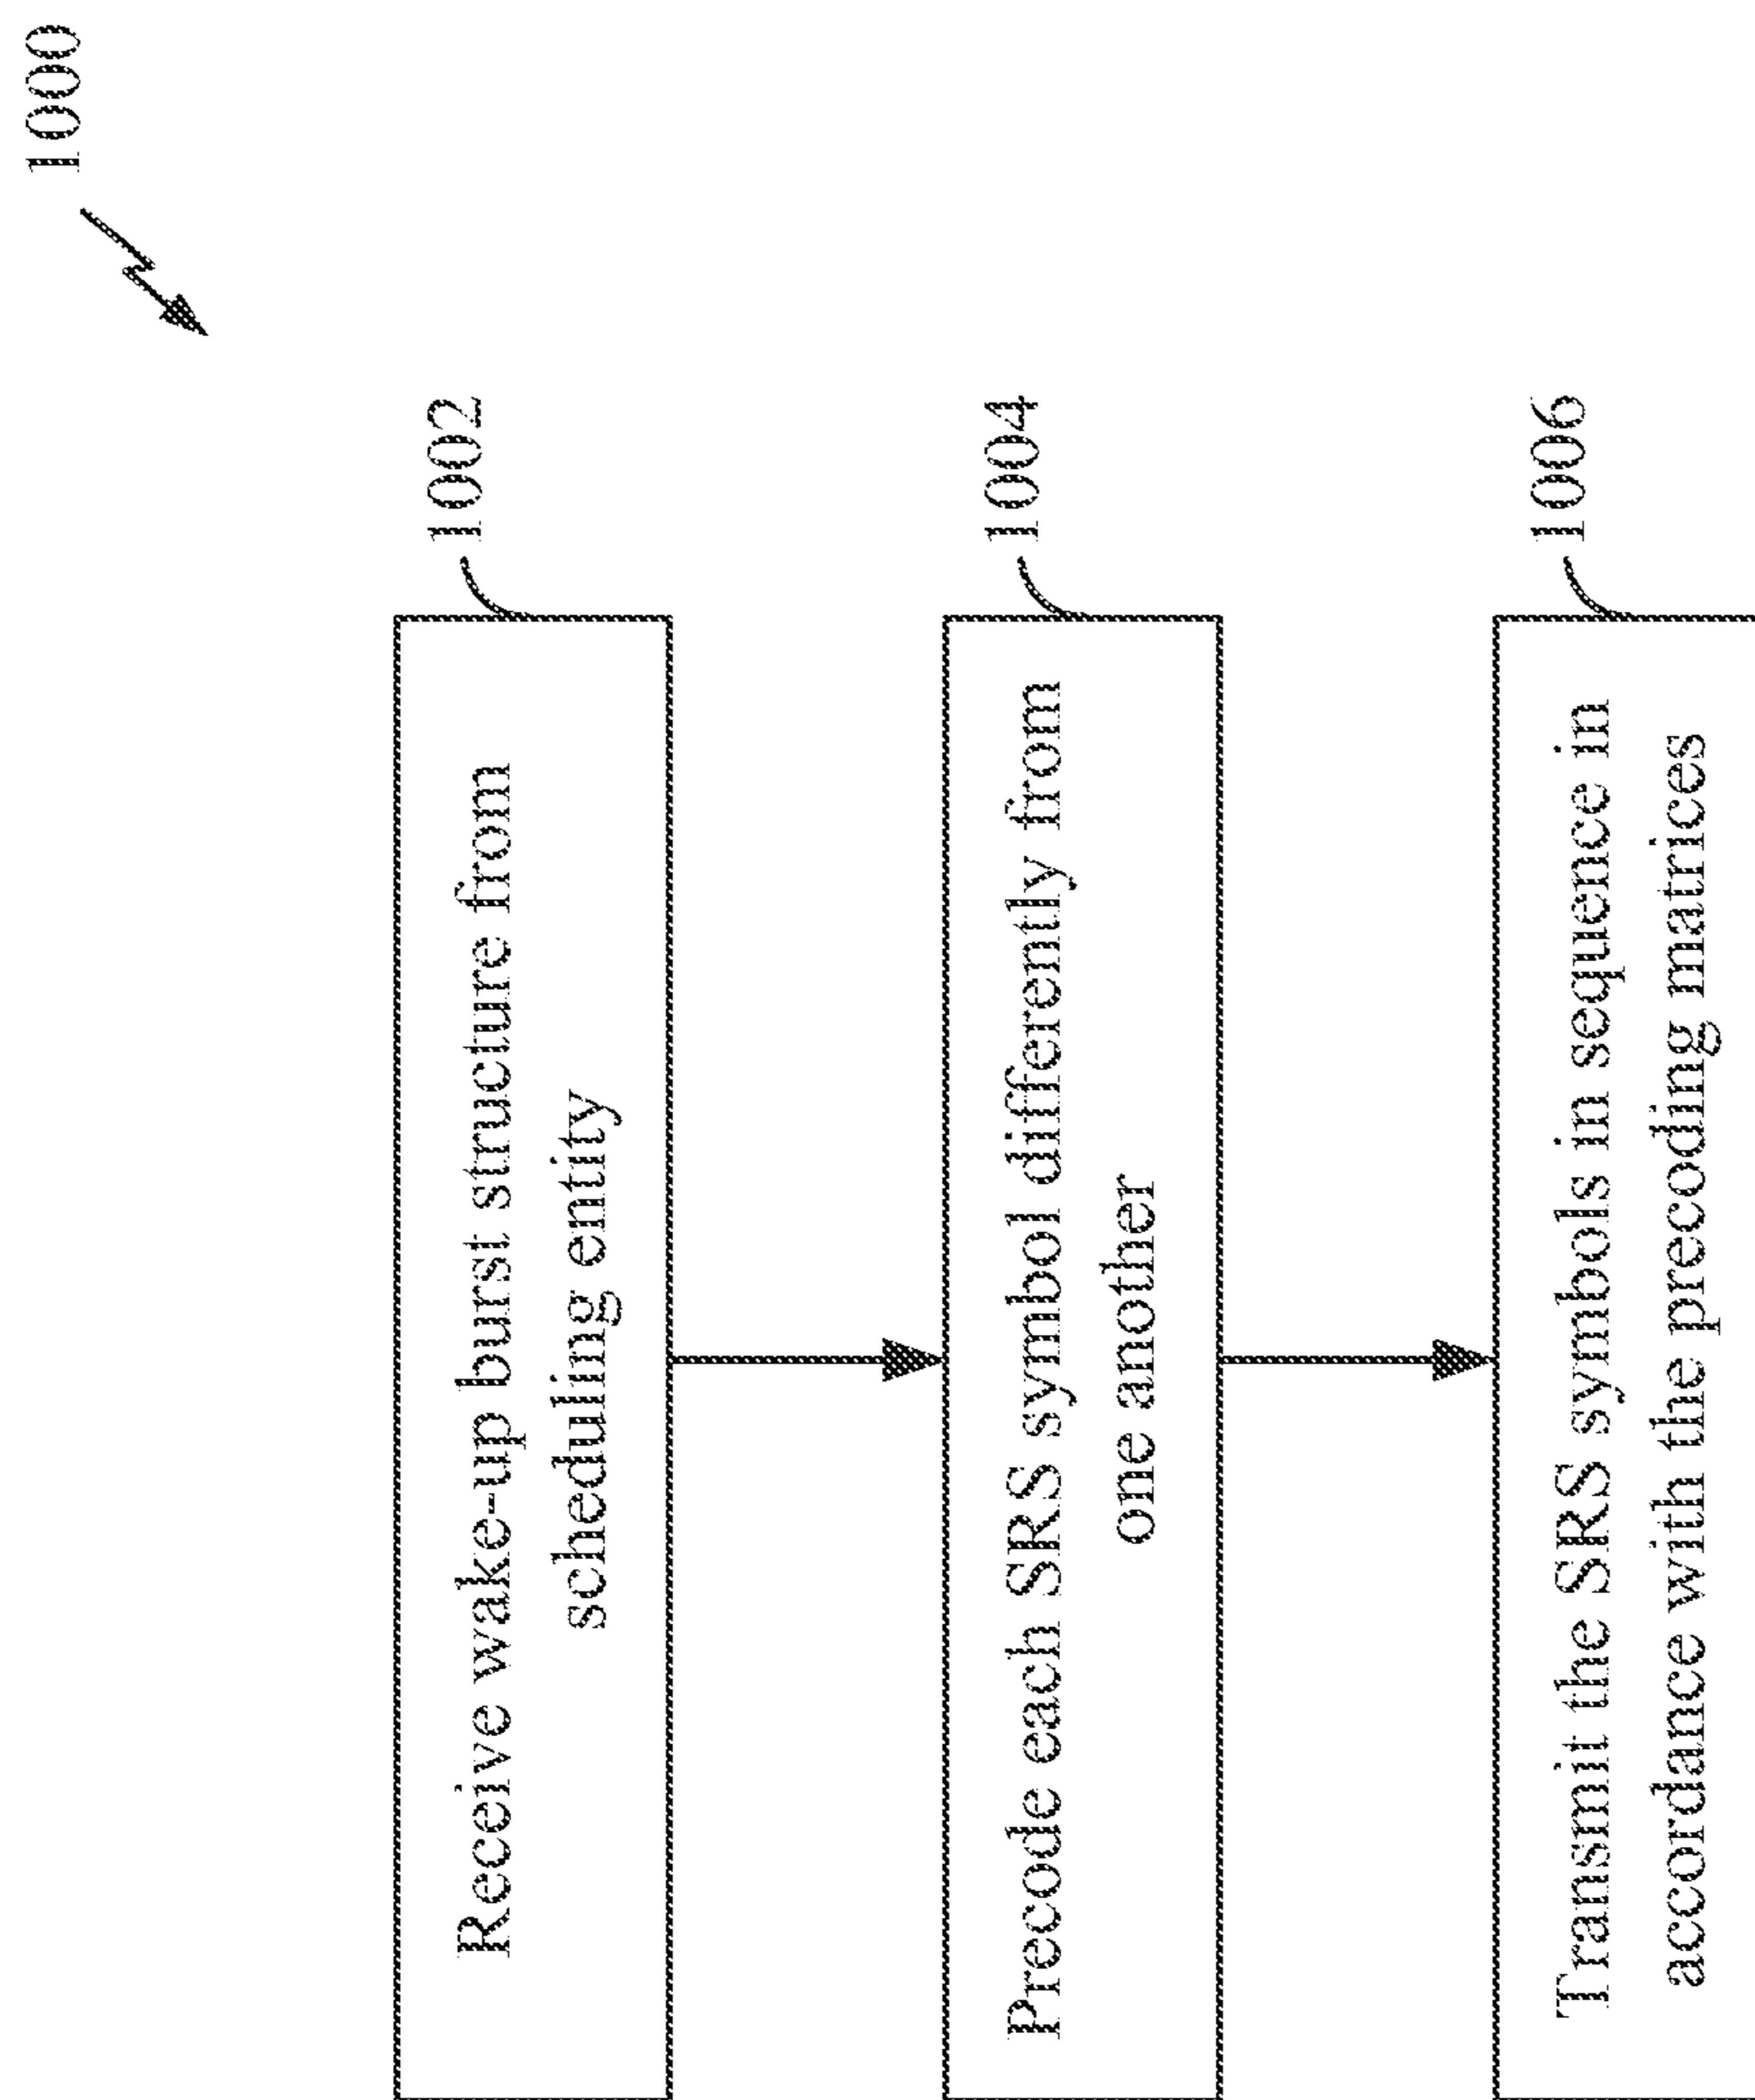 1000
Receive wake-up burst structure from
scheduling entity
1002
Precode each SRS symbol differently from
one another
1004
Transmit the SRS symbols in sequence in
accordance with the precoding matrices
1006